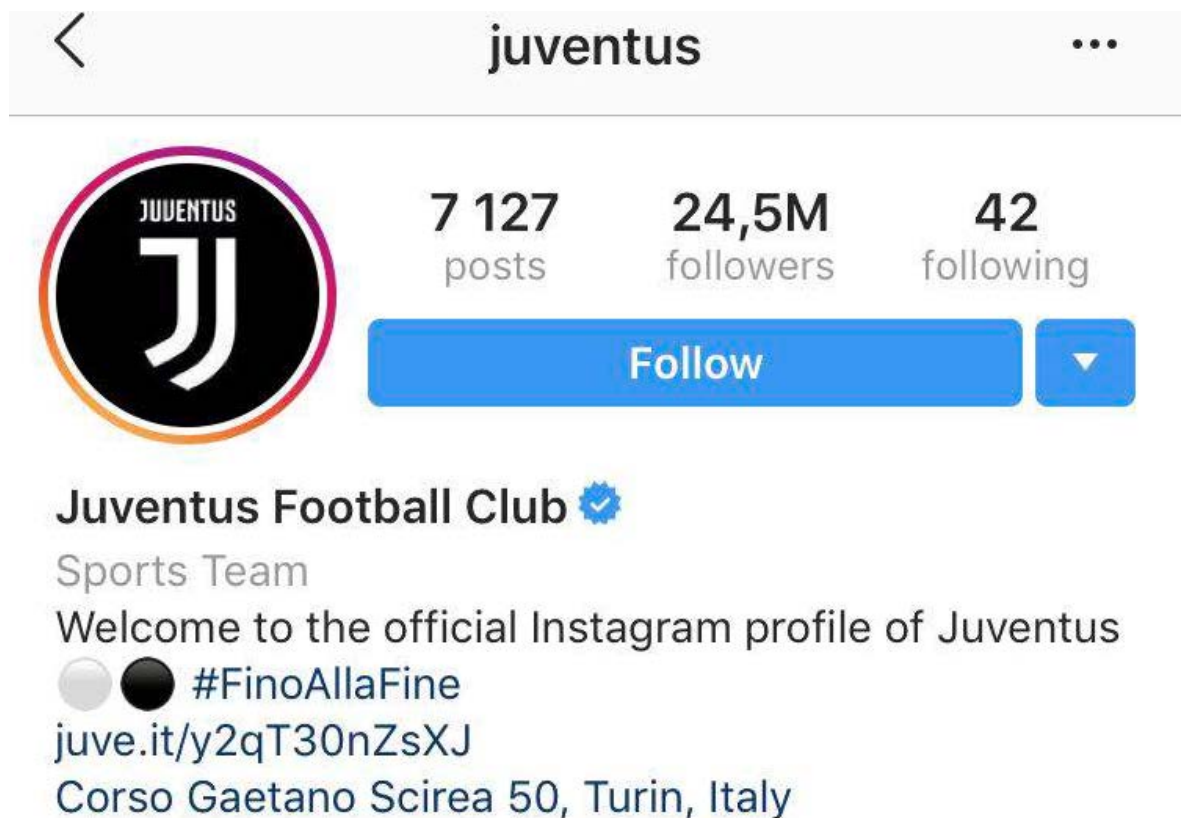 juventus
JUVENTUS
7 127 24,5M 42
posts followers following
Follow
Juventus Football Club
Sports Team
Welcome to the official Instagram profile of Juventus
#FinoAllaFine
juve.it/y2qT30nZsXJ
Corso Gaetano Scirea 50, Turin, Italy